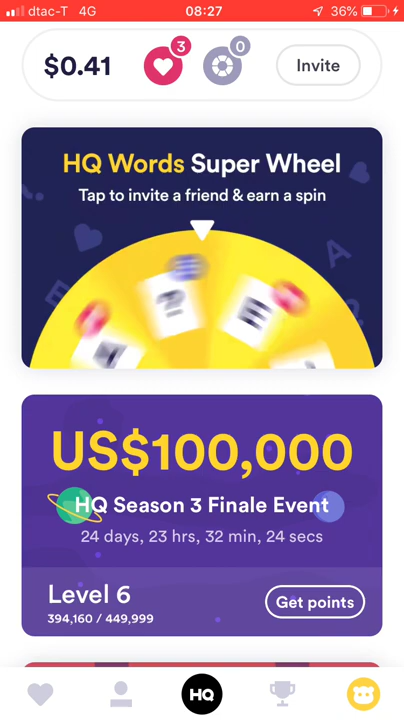 dtac-T 4G 08:27 36%
$0.41 3 0 Invite
HQ Words Super Wheel
Tap to invite a friend & earn a spin
US$100,000
HQ Season 3 Finale Event
24 days, 23 hrs, 32 min, 24 secs
Level 6
394,160 / 449,999
Get points
HQ